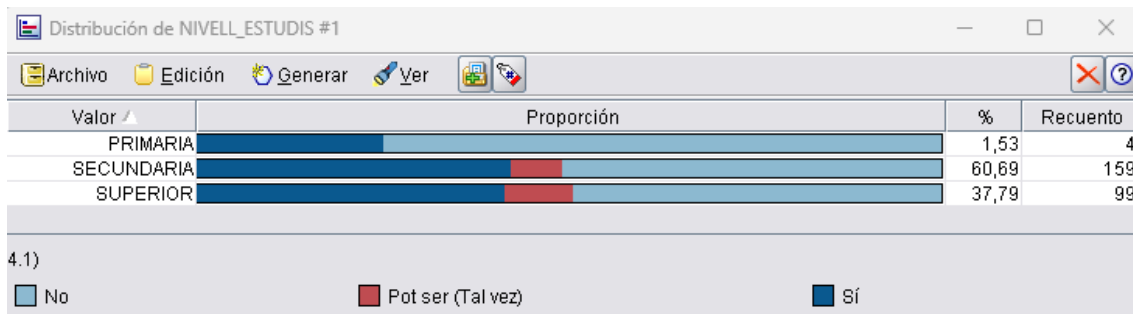 Distribución de NIVELL_ESTUDIS #1
Archivo Edición Generar Ver
Valor Proporción % Recuento
PRIMARIA 1,53 4
SECUNDARIA 60,69 159
SUPERIOR 37,79 99
4.1)
No Pot ser (Tal vez) Sí